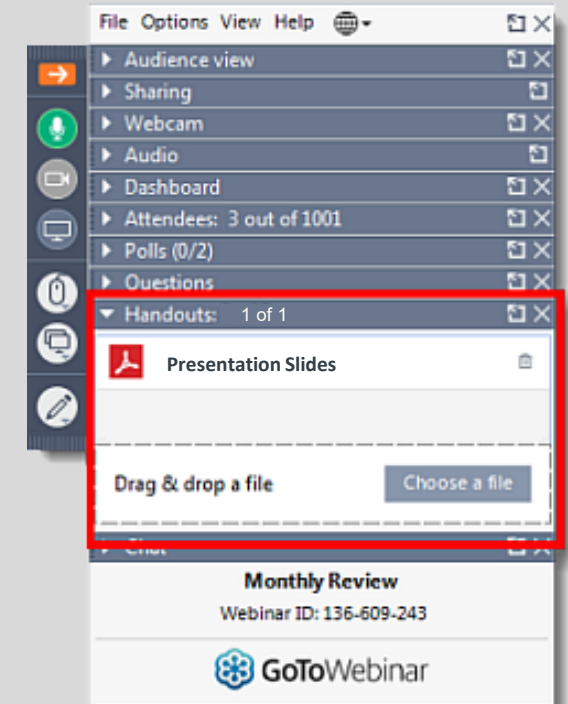 File Options View Help
Audience view
Sharing
Webcam
Audio
Dashboard
Attendees: 3 out of 1001
Polls (0/2)
Questions
Handouts: 1 of 1
Presentation Slides
Drag & drop a file
Choose a file
Chat
Monthly Review
Webinar ID: 136-609-243
GoToWebinar